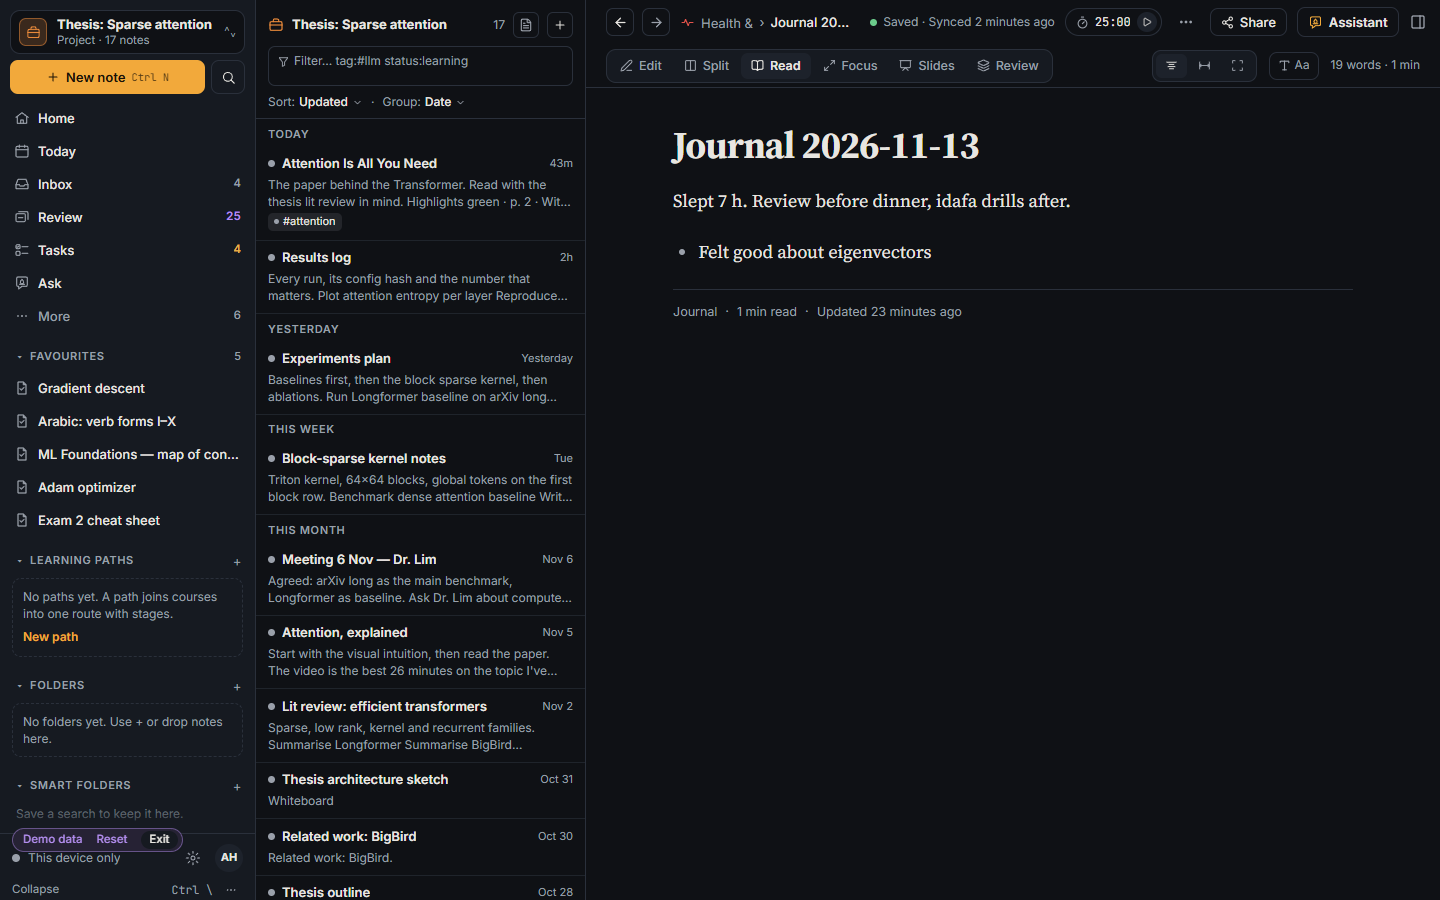 Thesis: Sparse attention
Project · 17 notes
New note Ctrl N
Home
Today
Inbox 4
Review 25
Tasks 4
Ask
More 6
FAVOURITES 5
Gradient descent
Arabic: verb forms I–X
ML Foundations — map of con...
Adam optimizer
Exam 2 cheat sheet
LEARNING PATHS +
No paths yet. A path joins courses
into one route with stages.
New path
FOLDERS +
No folders yet. Use + or drop notes
here.
SMART FOLDERS +
Save a search to keep it here.
Demo data Reset Exit
This device only AH
Collapse Ctrl \
Thesis: Sparse attention 17
Filter... tag:#llm status:learning
Sort: Updated · Group: Date
TODAY
Attention Is All You Need 43m
The paper behind the Transformer. Read with the
thesis lit review in mind. Highlights green · p. 2 · Wit...
#attention
Results log 2h
Every run, its config hash and the number that
matters. Plot attention entropy per layer Reproduce...
YESTERDAY
Experiments plan Yesterday
Baselines first, then the block sparse kernel, then
ablations. Run Longformer baseline on arXiv long...
THIS WEEK
Block-sparse kernel notes Tue
Triton kernel, 64×64 blocks, global tokens on the first
block row. Benchmark dense attention baseline Writ...
THIS MONTH
Meeting 6 Nov — Dr. Lim Nov 6
Agreed: arXiv long as the main benchmark,
Longformer as baseline. Ask Dr. Lim about compute...
Attention, explained Nov 5
Start with the visual intuition, then read the paper.
The video is the best 26 minutes on the topic I've...
Lit review: efficient transformers Nov 2
Sparse, low rank, kernel and recurrent families.
Summarise Longformer Summarise BigBird...
Thesis architecture sketch Oct 31
Whiteboard
Related work: BigBird Oct 30
Related work: BigBird.
Thesis outline Oct 28
Health & › Journal 20... Saved · Synced 2 minutes ago 25:00 Share Assistant
Edit Split Read Focus Slides Review Aa 19 words · 1 min
Journal 2026-11-13
Slept 7 h. Review before dinner, idafa drills after.
• Felt good about eigenvectors
Journal · 1 min read · Updated 23 minutes ago